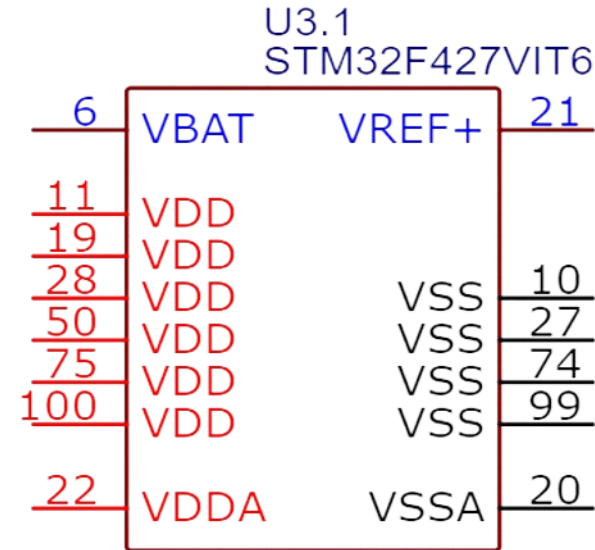 U3.1
STM32F427VIT6
6 VBAT VREF+ 21
11 VDD
19 VDD
28 VDD VSS 10
50 VDD VSS 27
75 VDD VSS 74
100 VDD VSS 99
22 VDDA VSSA 20